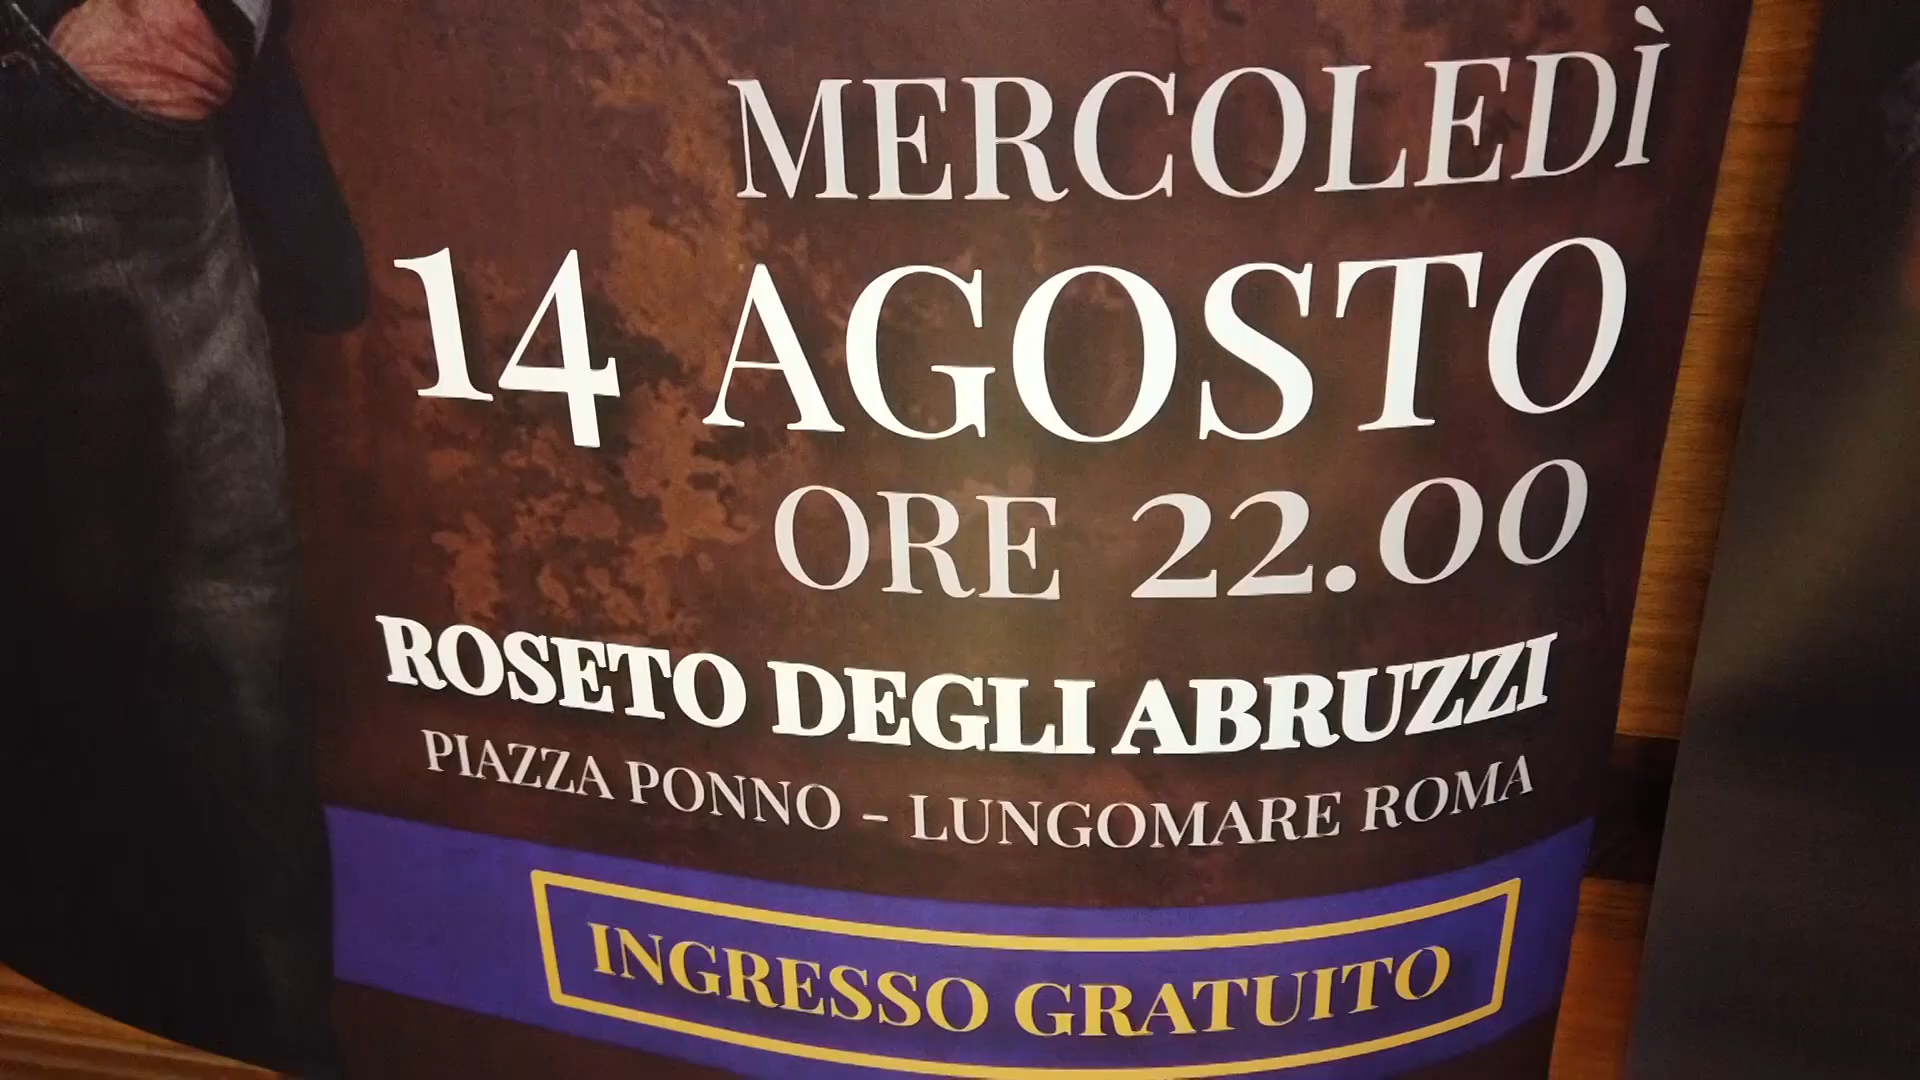 MERCOLEDÌ
14 AGOSTO
ORE 22.00
ROSETO DEGLI ABRUZZI
PIAZZA PONNO - LUNGOMARE ROMA
INGRESSO GRATUITO